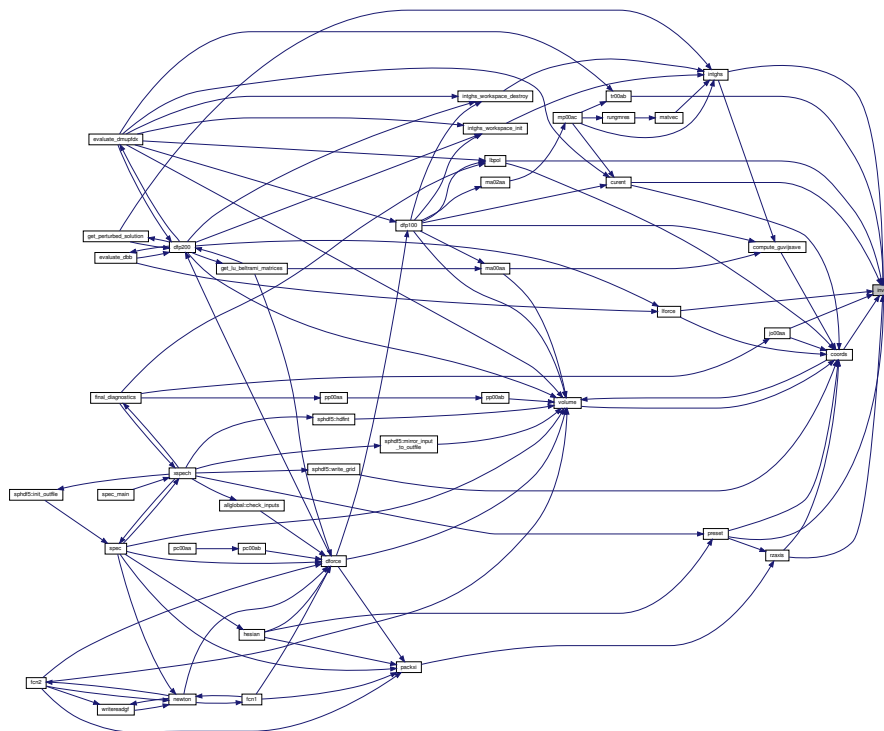 intghs
intghs_workspace_destroy
tr00ab
mp00ac
rungmres
matvec
intghs_workspace_init
evaluate_dmupfdx
lbpol
ma02aa
curent
dfp100
get_perturbed_solution
dfp200
evaluate_dbb
compute_guvijsave
get_lu_beltrami_matrices
ma00aa
lforce
jo00aa
coords
final_diagnostics
pp00aa
pp00ab
volume
sphdf5::hdfint
sphdf5::mirror_input
_to_outfile
xspech
sphdf5::write_grid
sphdf5::init_outfile
spec_main
allglobal::check_inputs
preset
spec
pc00aa
pc00ab
dforce
rzaxis
hesian
packxi
fcn2
newton
fcn1
writereadgf